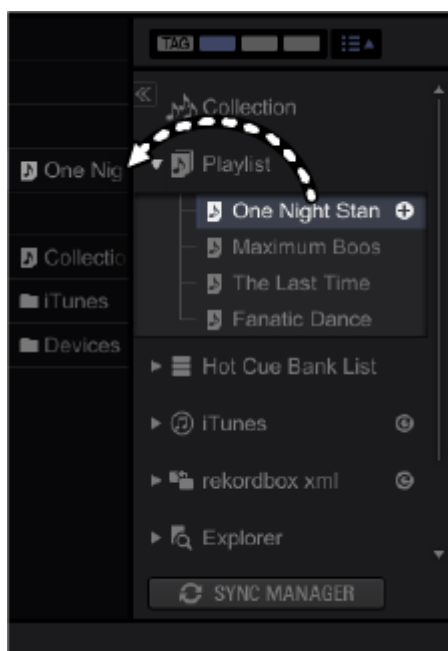 TAG
Collection
One Nig
Playlist
One Night Stan
Collectio
Maximum Boos
iTunes
The Last Time
Devices
Fanatic Dance
Hot Cue Bank List
iTunes
rekordbox xml
Explorer
SYNC MANAGER